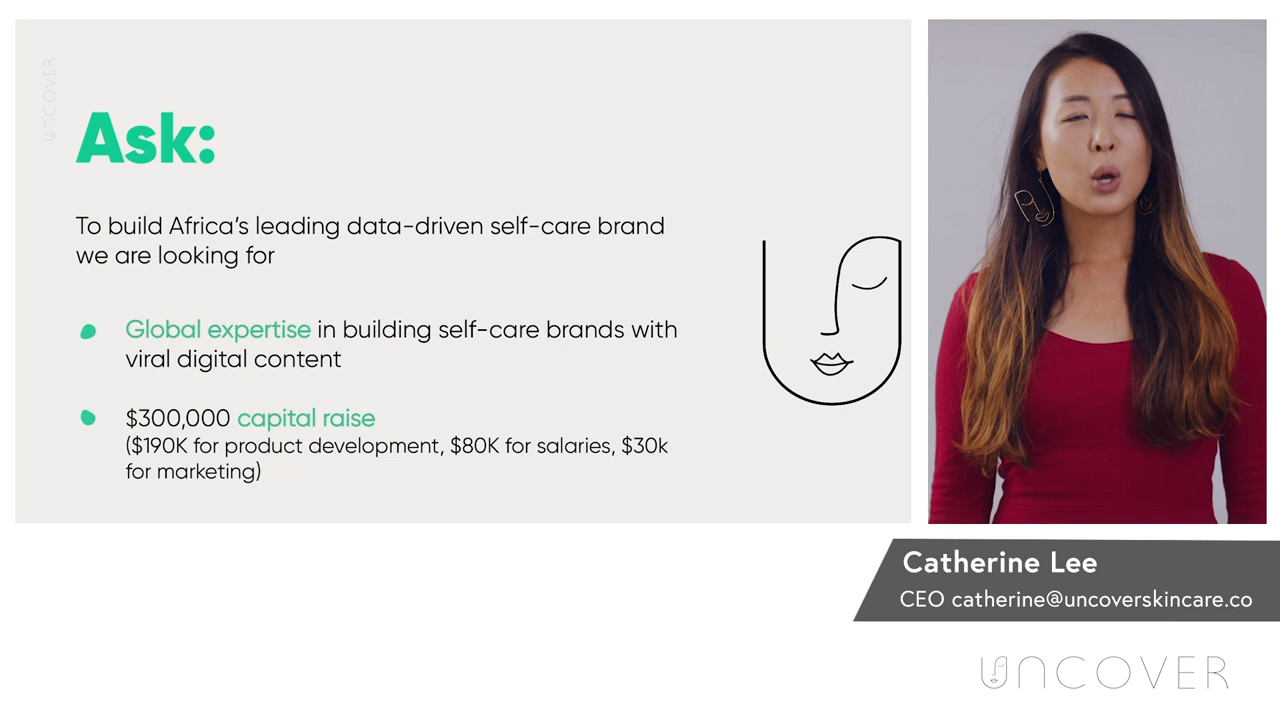 UNCOVER
Ask:
To build Africa's leading data-driven self-care brand
we are looking for
Global expertise in building self-care brands with
viral digital content
$300,000 capital raise
($190K for product development, $80K for salaries, $30k
for marketing)
Catherine Lee
CEO catherine@uncoverskincare.co
UNCOVER